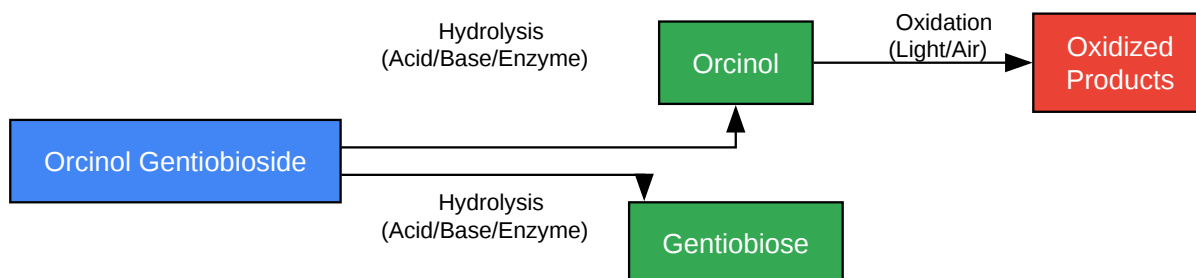 Hydrolysis
(Acid/Base/Enzyme)
Orcinol
Oxidation
(Light/Air)
Oxidized
Products
Orcinol Gentiobioside
Hydrolysis
(Acid/Base/Enzyme)
Gentiobiose